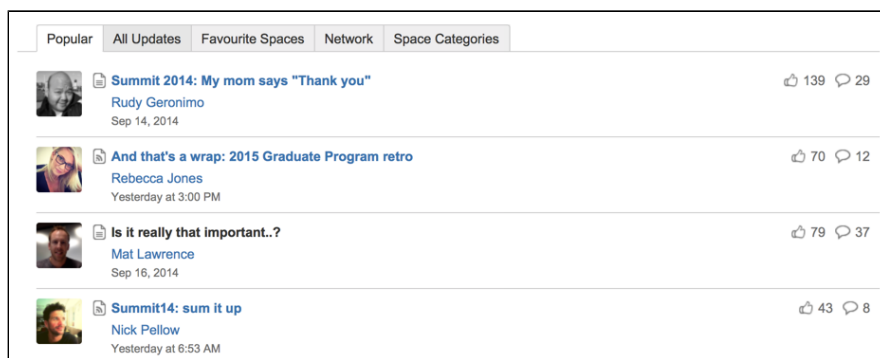 Popular All Updates Favourite Spaces Network Space Categories
Summit 2014: My mom says "Thank you" 139 29
Rudy Geronimo
Sep 14, 2014
And that's a wrap: 2015 Graduate Program retro 70 12
Rebecca Jones
Yesterday at 3:00 PM
Is it really that important..? 79 37
Mat Lawrence
Sep 16, 2014
Summit14: sum it up 43 8
Nick Pellow
Yesterday at 6:53 AM